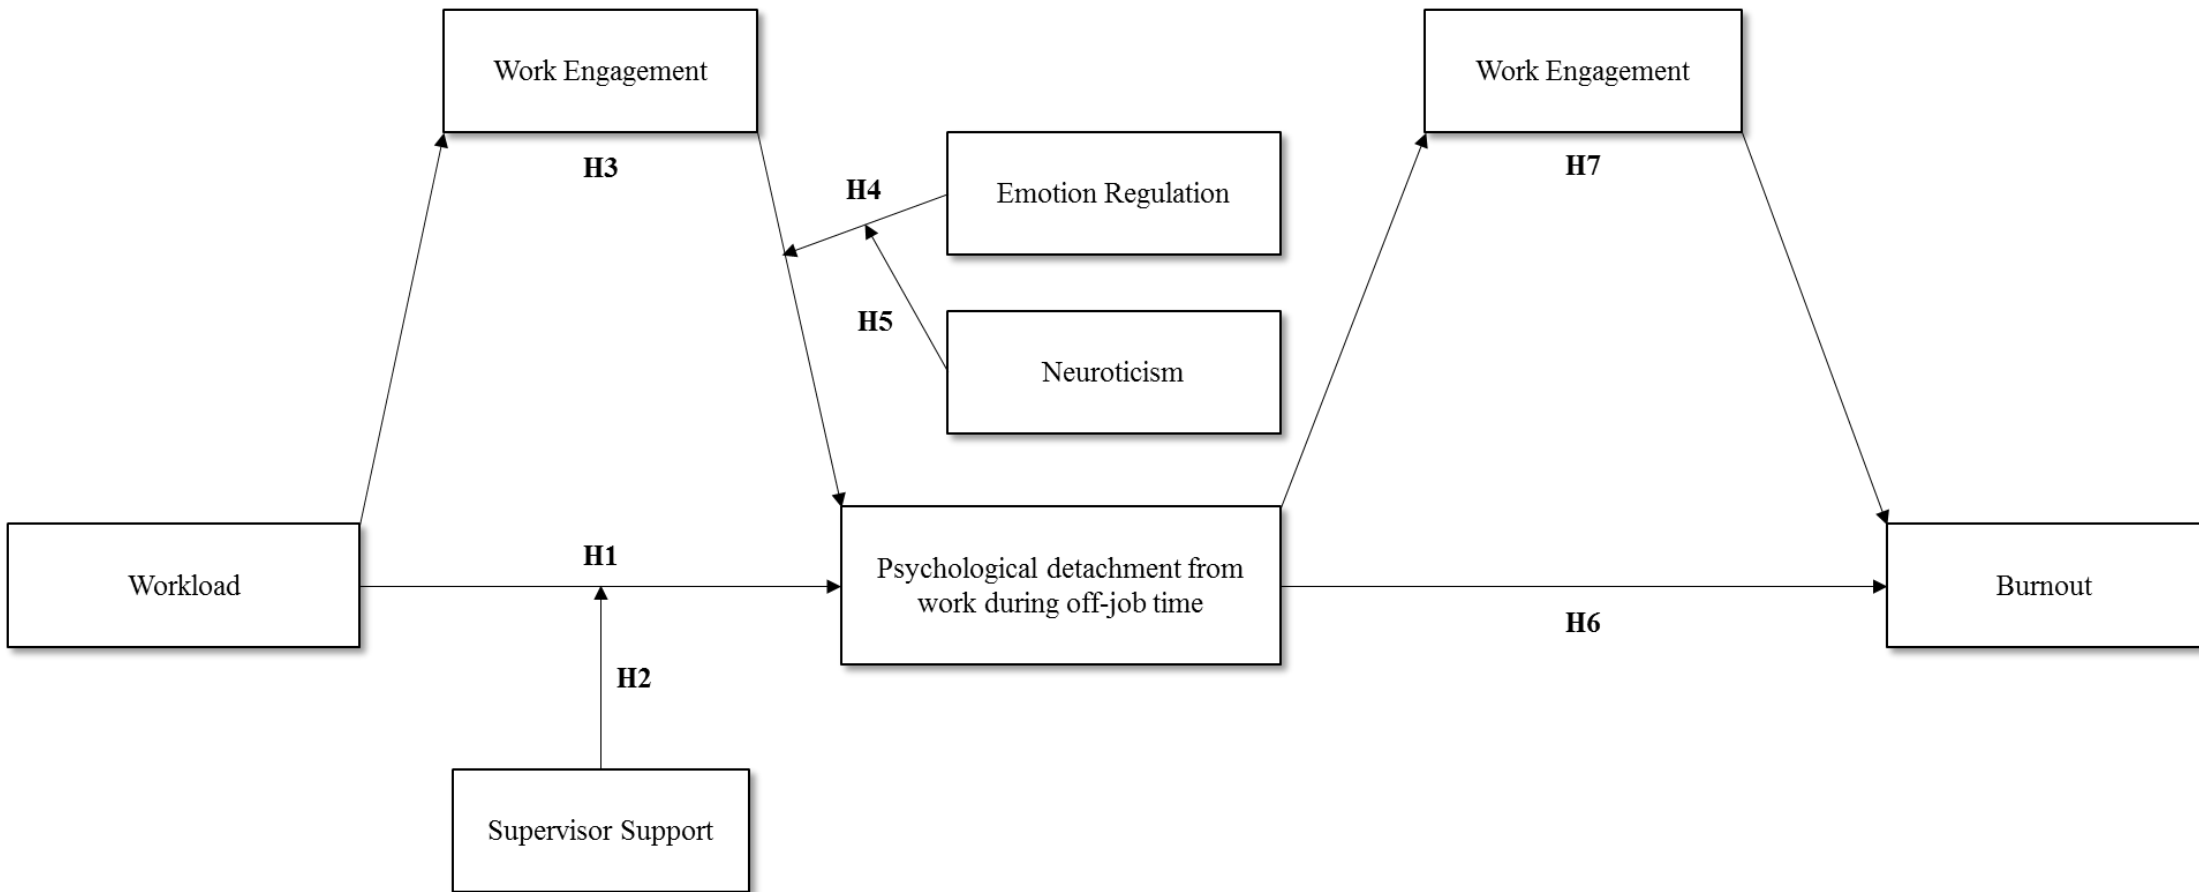 Work Engagement
Work Engagement
H3
H7
H4
Emotion Regulation
H5
Neuroticism
Workload
H1
Psychological detachment from
work during off-job time
H6
Burnout
H2
Supervisor Support